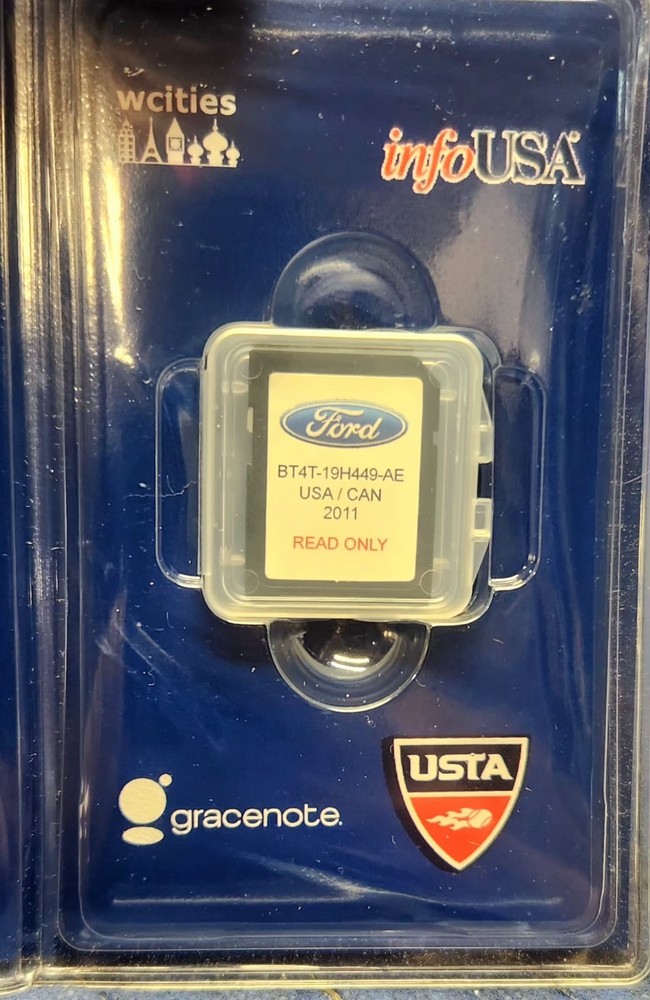 wcities
infoUSA
Ford
BT4T-19H449-AE
USA / CAN
2011
READ ONLY
gracenote.
USTA